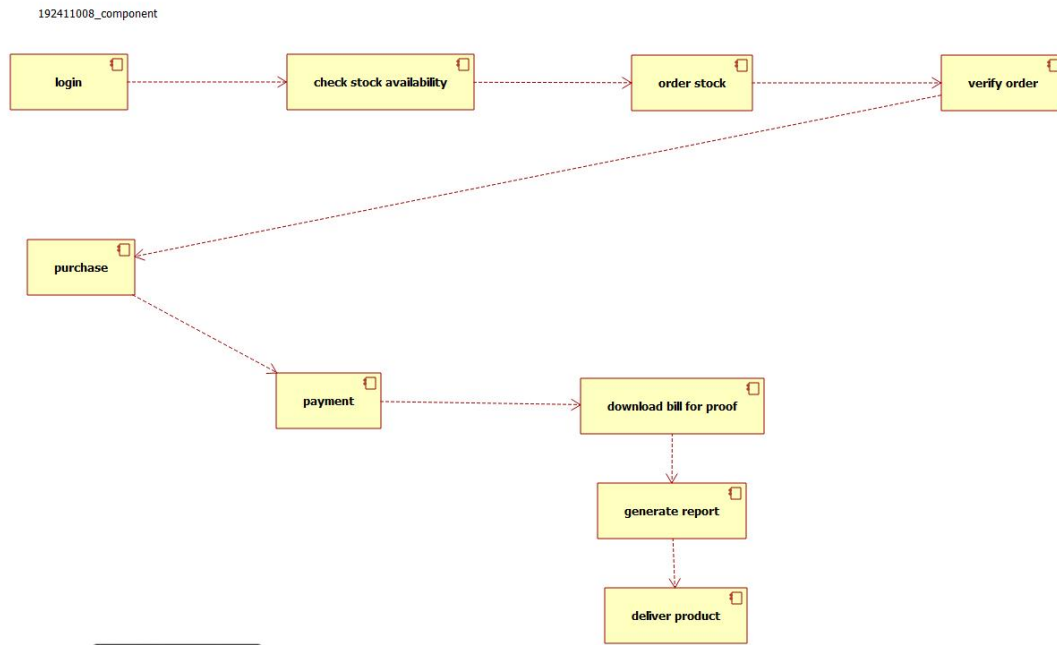 192411008_component
login
check stock availability
order stock
verify order
purchase
payment
download bill for proof
generate report
deliver product